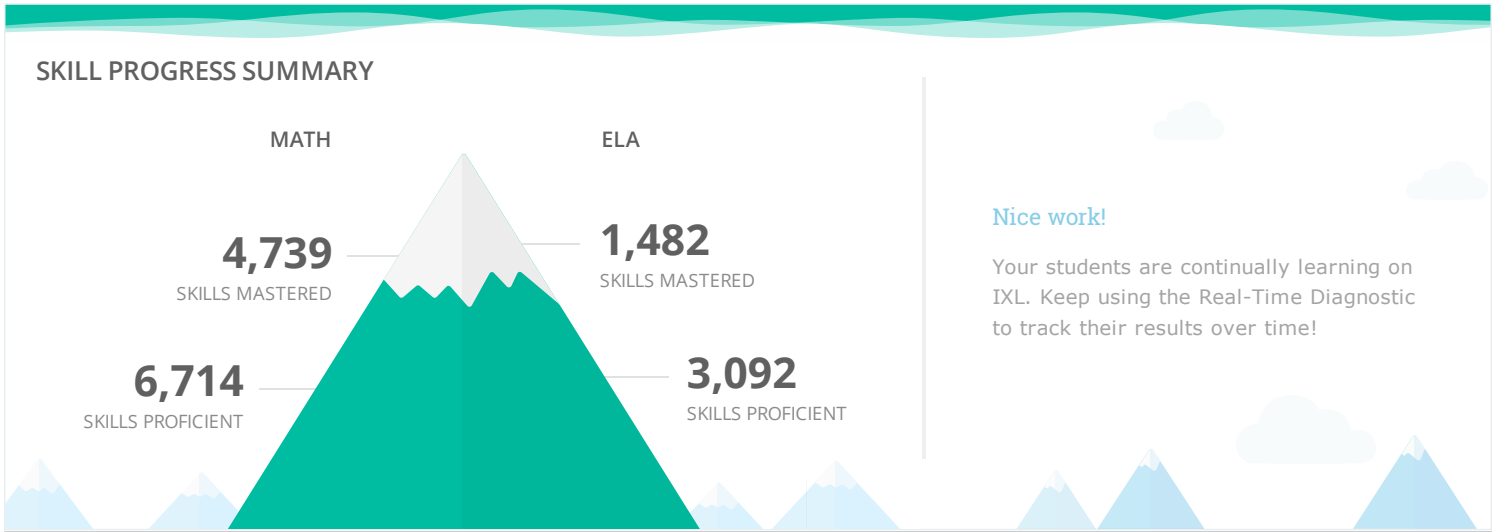 SKILL PROGRESS SUMMARY
MATH
4,739
SKILLS MASTERED
6,714
SKILLS PROFICIENT
ELA
1,482
SKILLS MASTERED
3,092
SKILLS PROFICIENT
Nice work!
Your students are continually learning on
IXL. Keep using the Real-Time Diagnostic
to track their results over time!